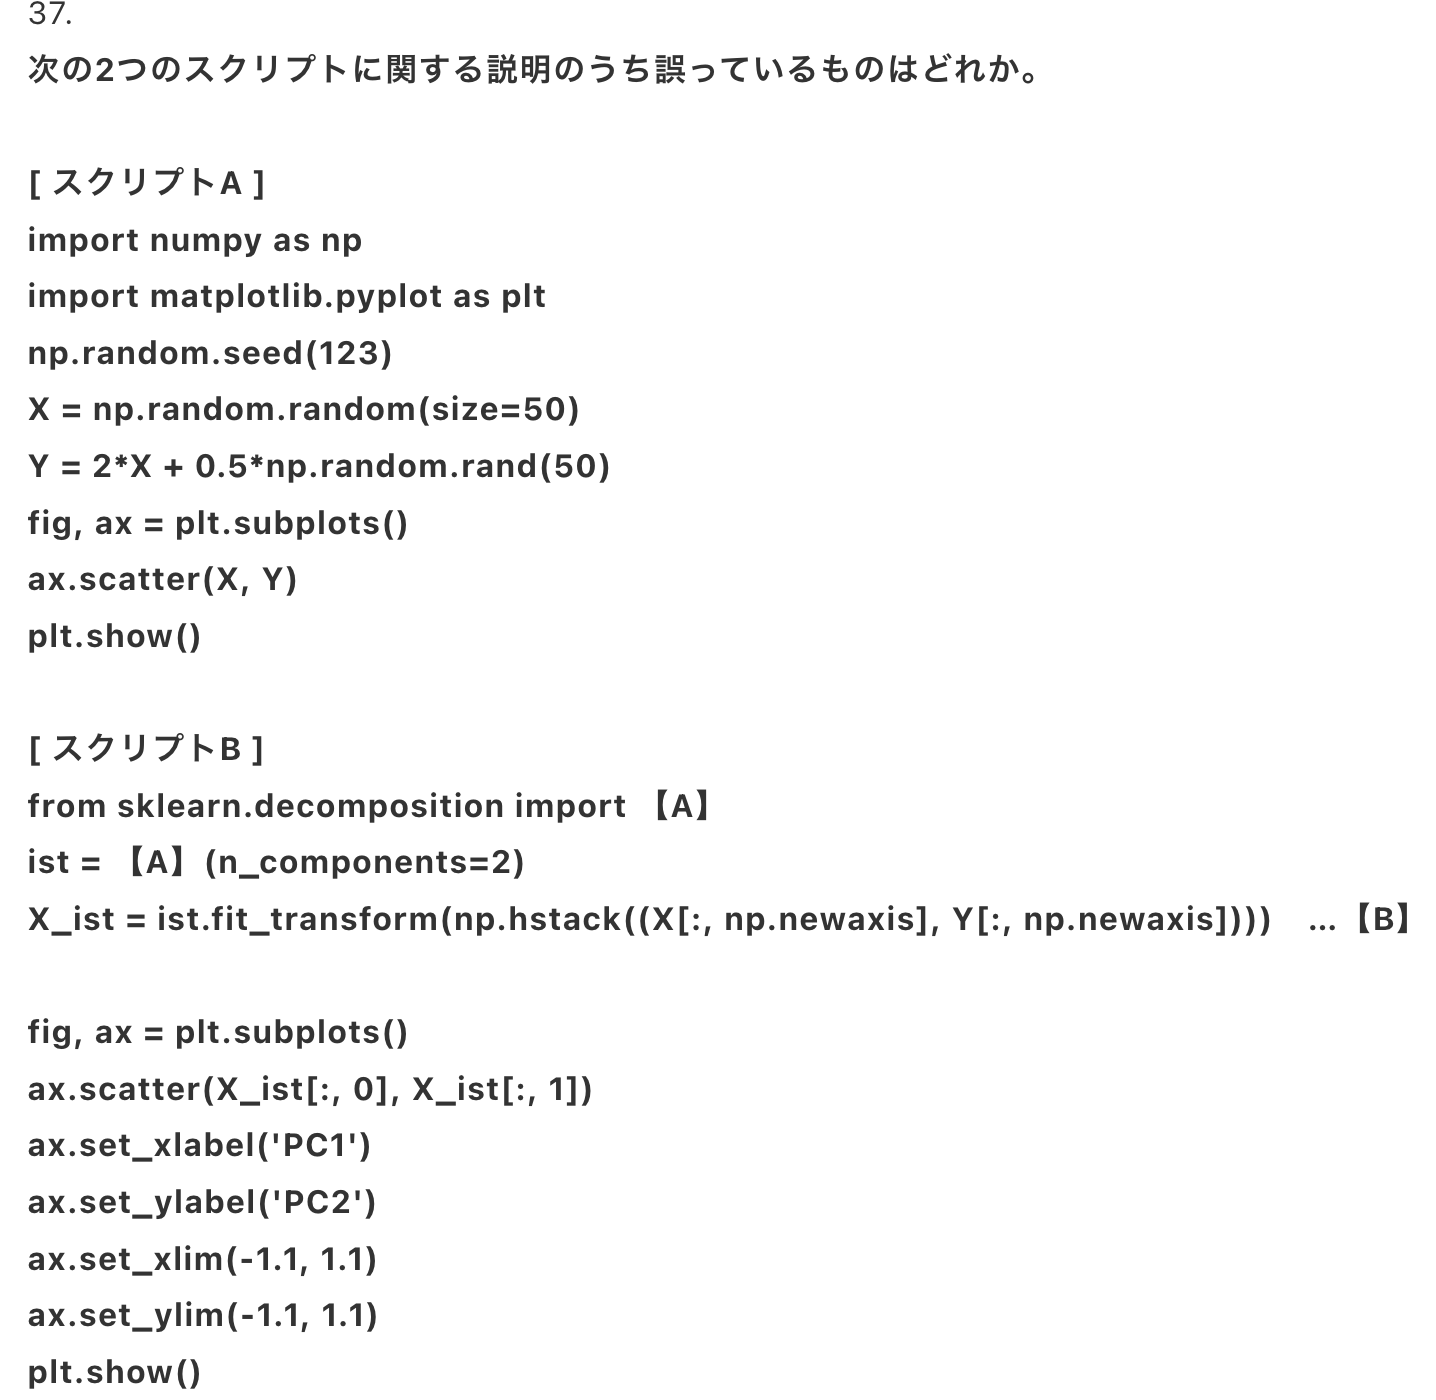 37.
次の2つのスクリプトに関する説明のうち誤っているものはどれか。
[ スクリプトA ]
import numpy as np
import matplotlib.pyplot as plt
np.random.seed(123)
X = np.random.random(size=50)
Y = 2*X + 0.5*np.random.rand(50)
fig, ax = plt.subplots()
ax.scatter(X, Y)
plt.show()
[ スクリプトB ]
from sklearn.decomposition import 【A】
ist = 【A】(n_components=2)
X_ist = ist.fit_transform(np.hstack((X[:, np.newaxis], Y[:, np.newaxis]))) ...【B】
fig, ax = plt.subplots()
ax.scatter(X_ist[:, 0], X_ist[:, 1])
ax.set_xlabel('PC1')
ax.set_ylabel('PC2')
ax.set_xlim(-1.1, 1.1)
ax.set_ylim(-1.1, 1.1)
plt.show()